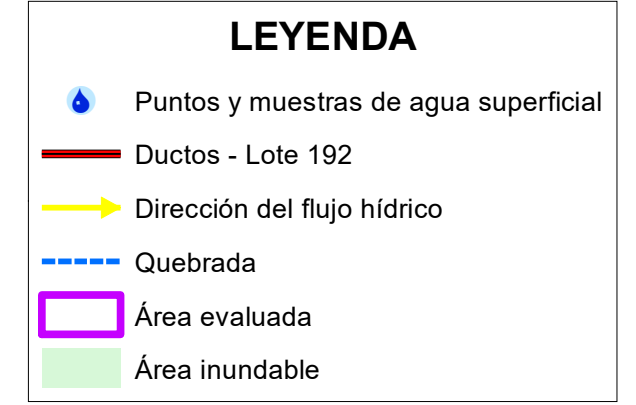 LEYENDA
Puntos y muestras de agua superficial
Ductos - Lote 192
Dirección del flujo hídrico
Quebrada
Área evaluada
Área inundable